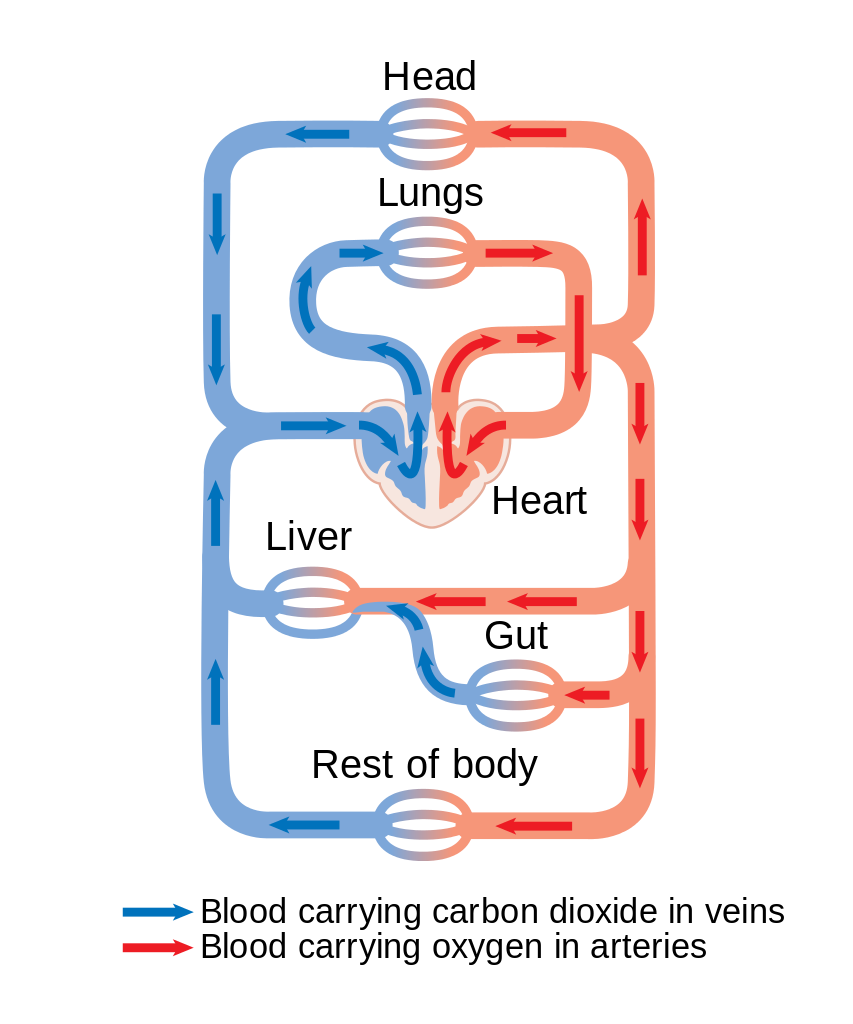 Head
Lungs
Heart
Liver
Gut
Rest of body
Blood carrying carbon dioxide in veins
Blood carrying oxygen in arteries